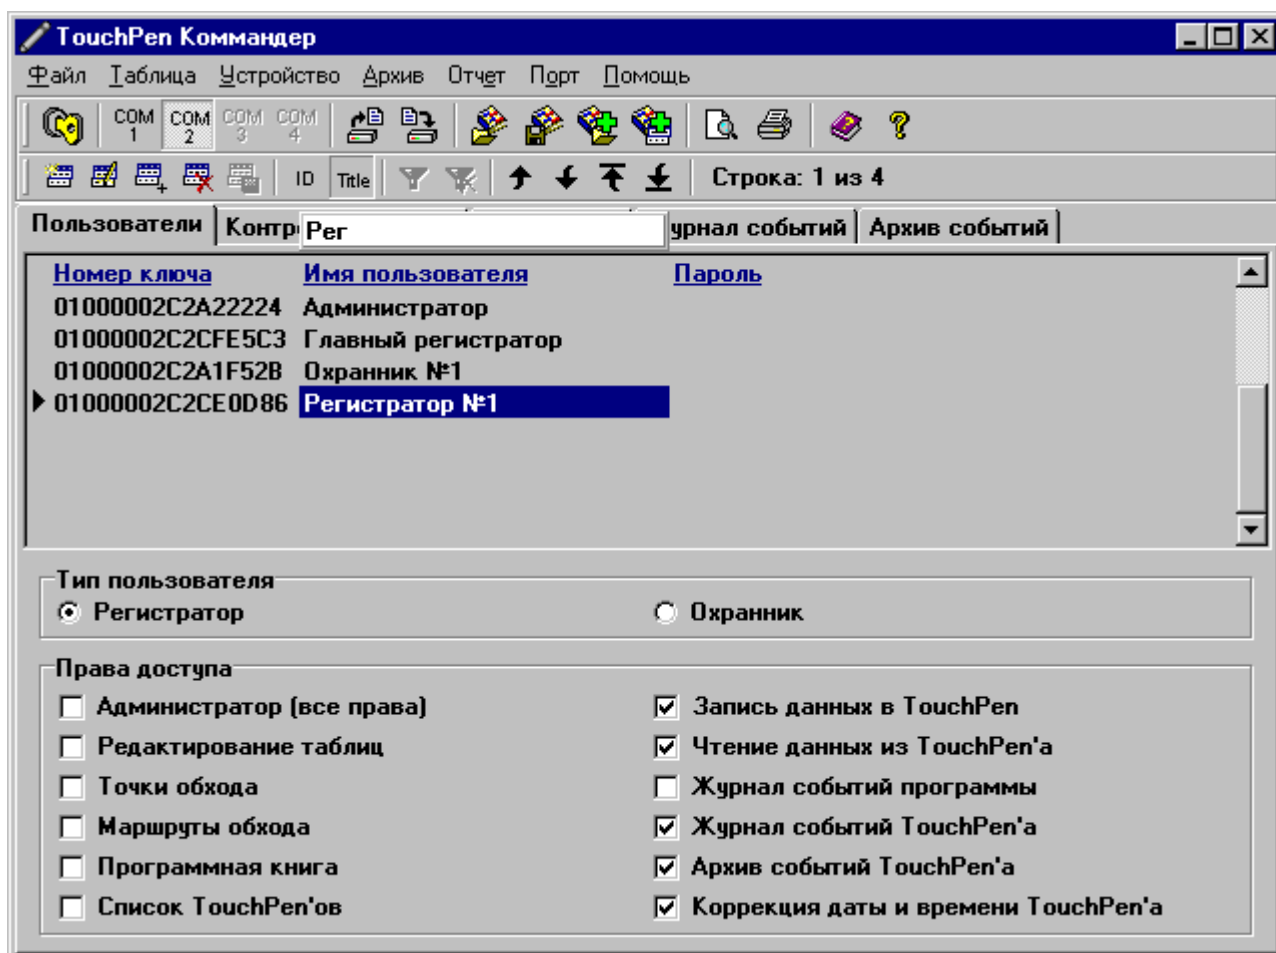 TouchPen Коммандер
Файл Таблица Устройство Архив Отчет Порт Помощь
COM 1 COM 2 COM 3 COM 4
ID Title Строка: 1 из 4
Пользователи Контр Рег урнал событий Архив событий
Номер ключа Имя пользователя Пароль
01000002C2A22224 Администратор
01000002C2CFE5C3 Главный регистратор
01000002C2A1F52B Охранник №1
01000002C2CE0D86 Регистратор №1
Тип пользователя
Регистратор Охранник
Права доступа
Администратор (все права) Запись данных в TouchPen
Редактирование таблиц Чтение данных из TouchPen'а
Точки обхода Журнал событий программы
Маршруты обхода Журнал событий TouchPen'а
Программная книга Архив событий TouchPen'а
Список TouchPen'ов Коррекция даты и времени TouchPen'а